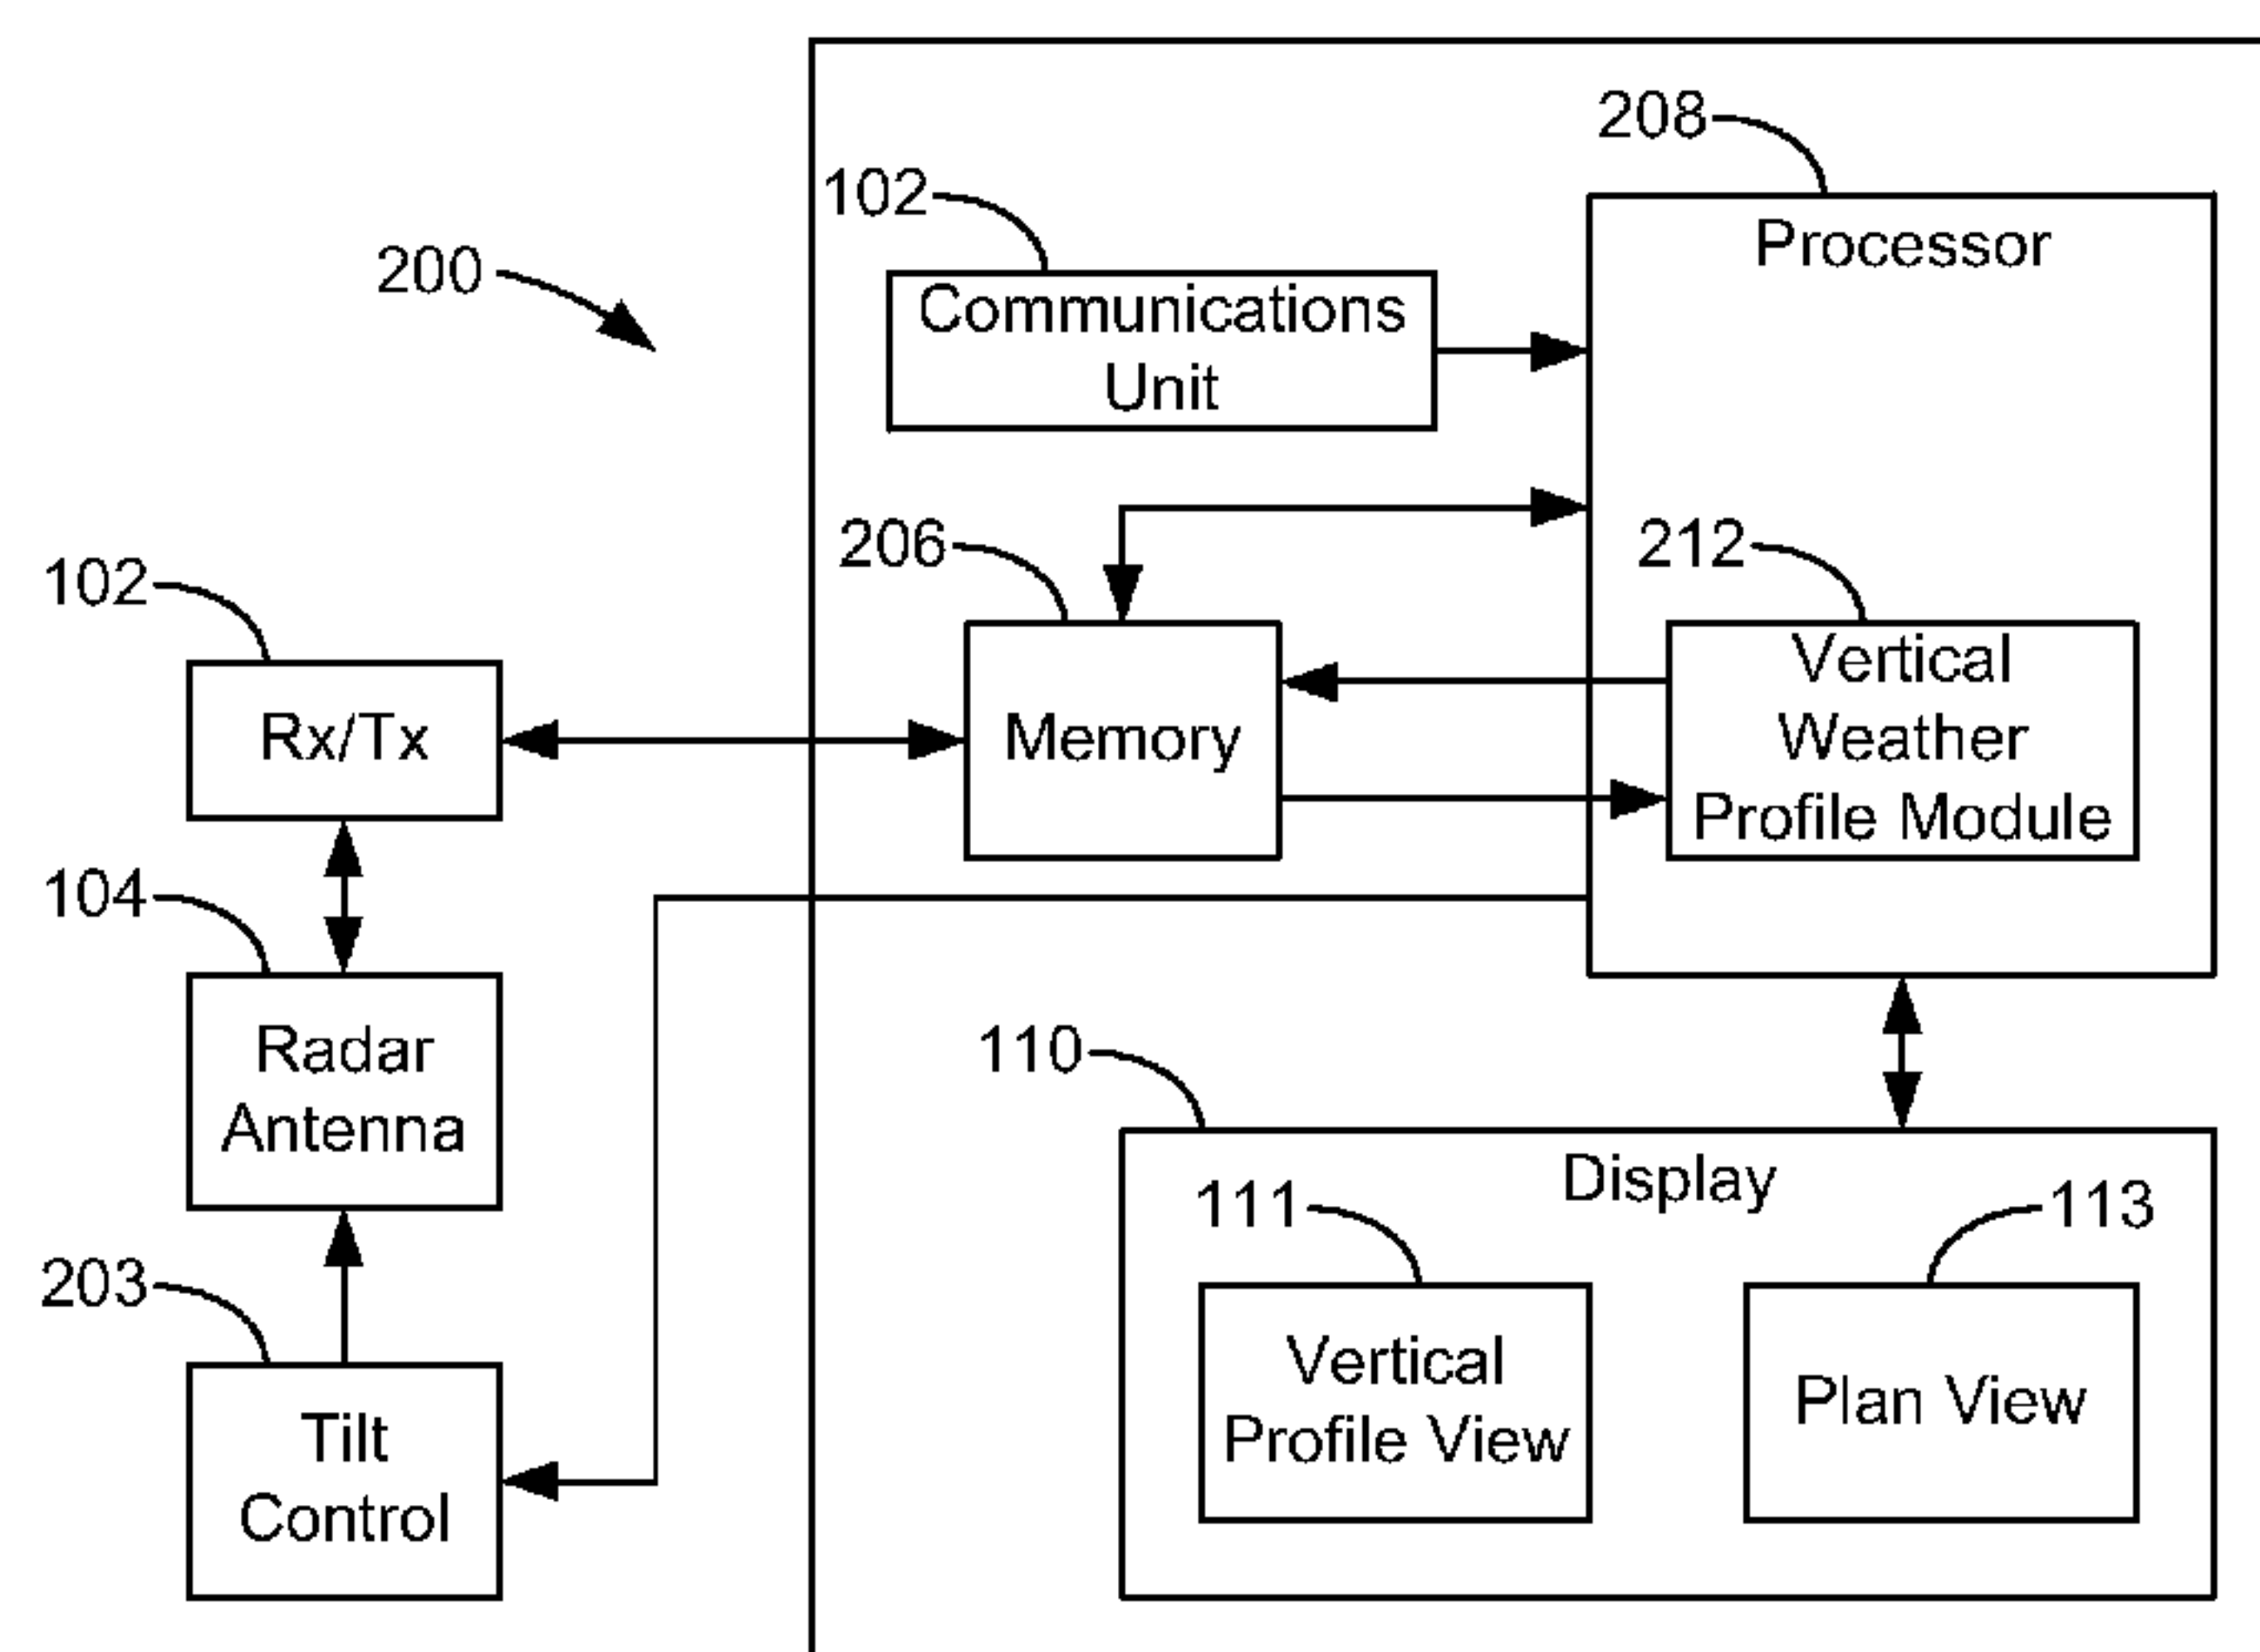 208
102
Processor
200
Communications
Unit
206
212
102
Vertical
Weather
Profile Module
Rx/Tx
Memory
104
Radar
Antenna
110
Display
111
113
203
Vertical
Profile View
Plan View
Tilt
Control